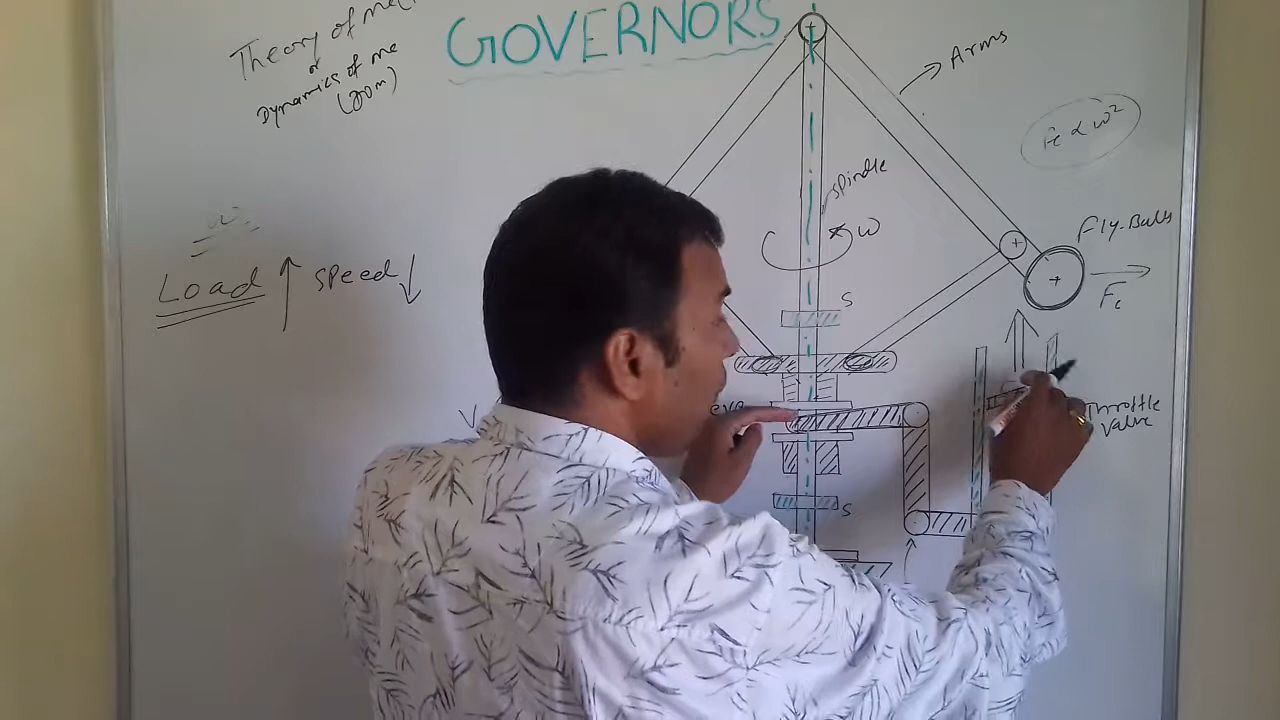 GOVERNORS
Theory of
or
Dynamics of
Arms
Fc ∝ ω²
spindle
ω
Fly-Balls
Fc
ω
Load ↑ speed ↓
S
Throttle
valve
S